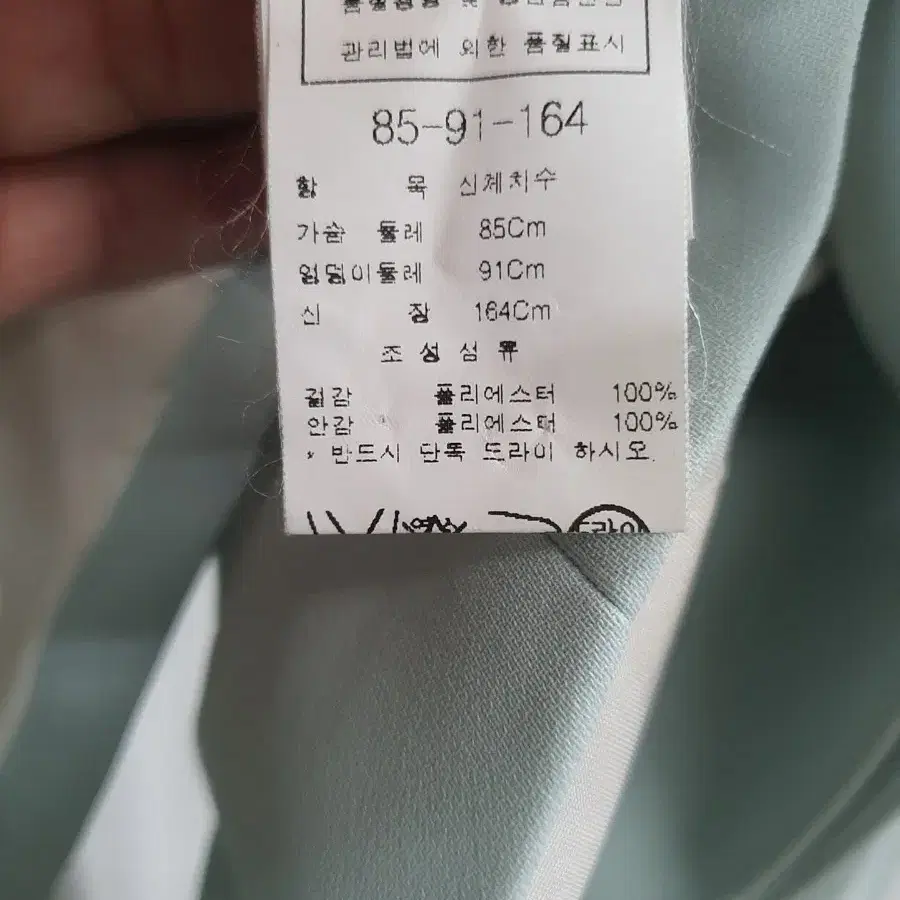 관리법에 의한 품질표시
85-91-164
항 목 신체치수
가슴 둘레 85Cm
엉덩이둘레 91Cm
신 장 164Cm
조 성 섬 유
겉감 폴리에스터 100%
안감 폴리에스터 100%
* 반드시 단독 드라이 하시오.
드라이